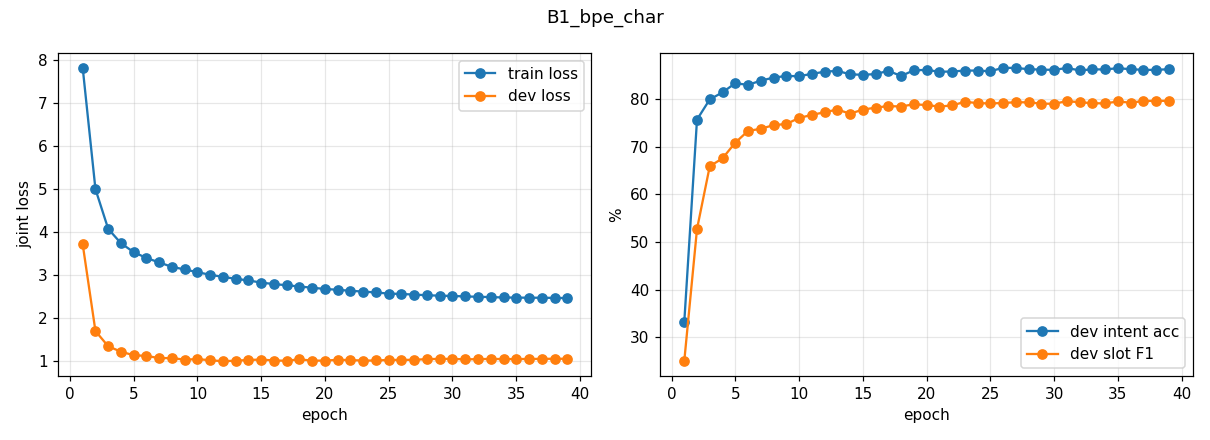 B1_bpe_char
joint loss
8
7
6
5
4
3
2
1
0 5 10 15 20 25 30 35 40
epoch
train loss
dev loss
%
80
70
60
50
40
30
0 5 10 15 20 25 30 35 40
epoch
dev intent acc
dev slot F1